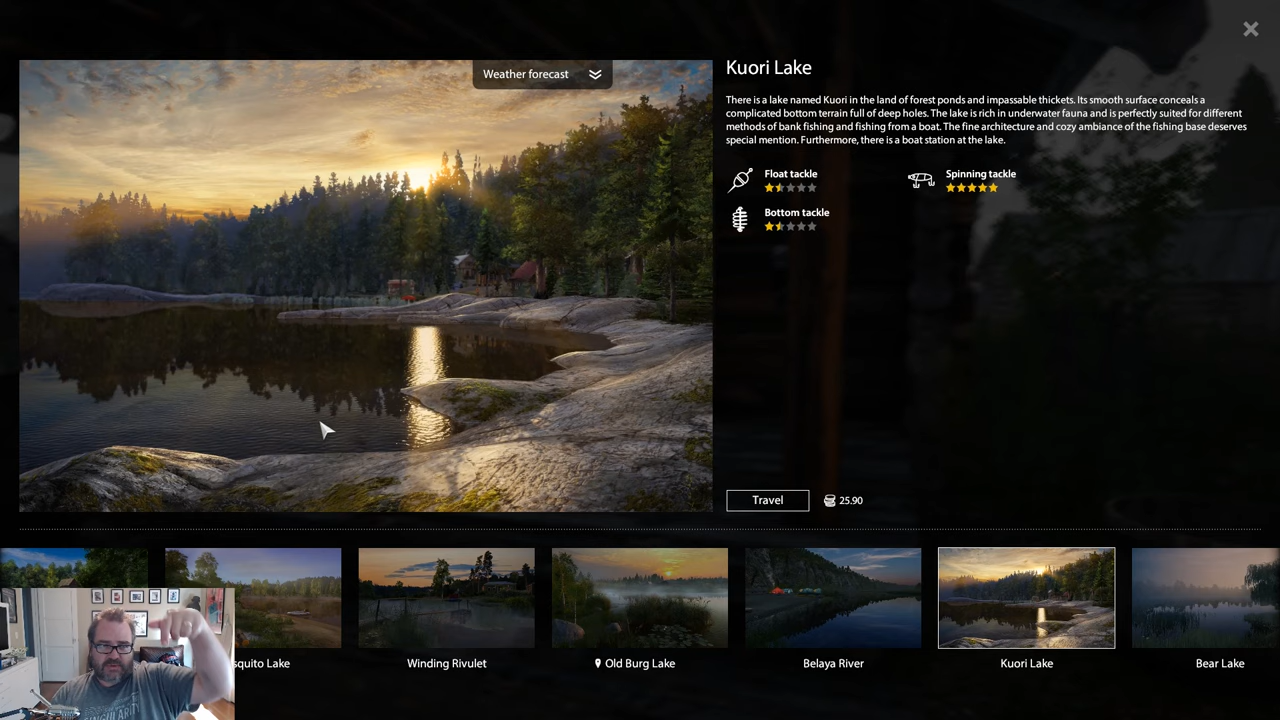 Weather forecast
Kuori Lake
There is a lake named Kuori in the land of forest ponds and impassable thickets. Its smooth surface conceals a
complicated bottom terrain full of deep holes. The lake is rich in underwater fauna and is perfectly suited for different
methods of bank fishing and fishing from a boat. The fine architecture and cozy ambiance of the fishing base deserves
special mention. Furthermore, there is a boat station at the lake.
Float tackle
Spinning tackle
Bottom tackle
Travel
25.90
squito Lake
Winding Rivulet
Old Burg Lake
Belaya River
Kuori Lake
Bear Lake